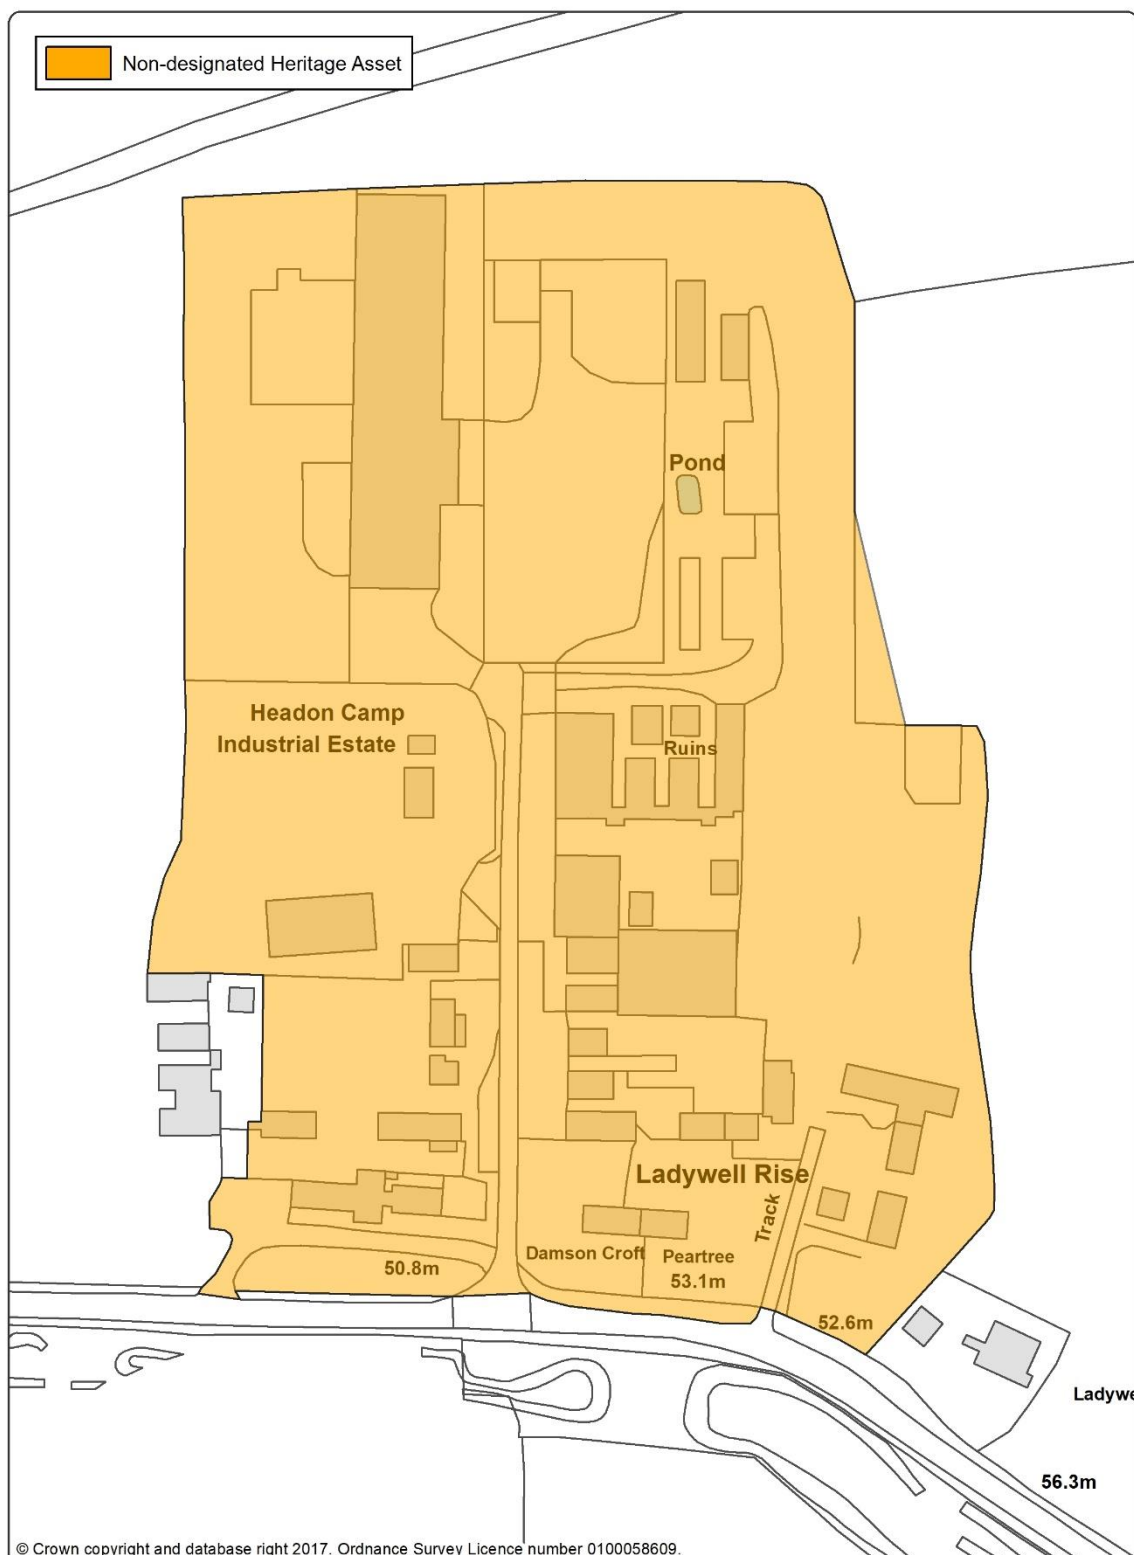 Non-designated Heritage Asset
Pond
Headon Camp
Industrial Estate
Ruins
Ladywell Rise
Track
Damson Croft
Peartree
50.8m
53.1m
52.6m
Ladywe
56.3m
© Crown copyright and database right 2017. Ordnance Survey Licence number 0100058609.